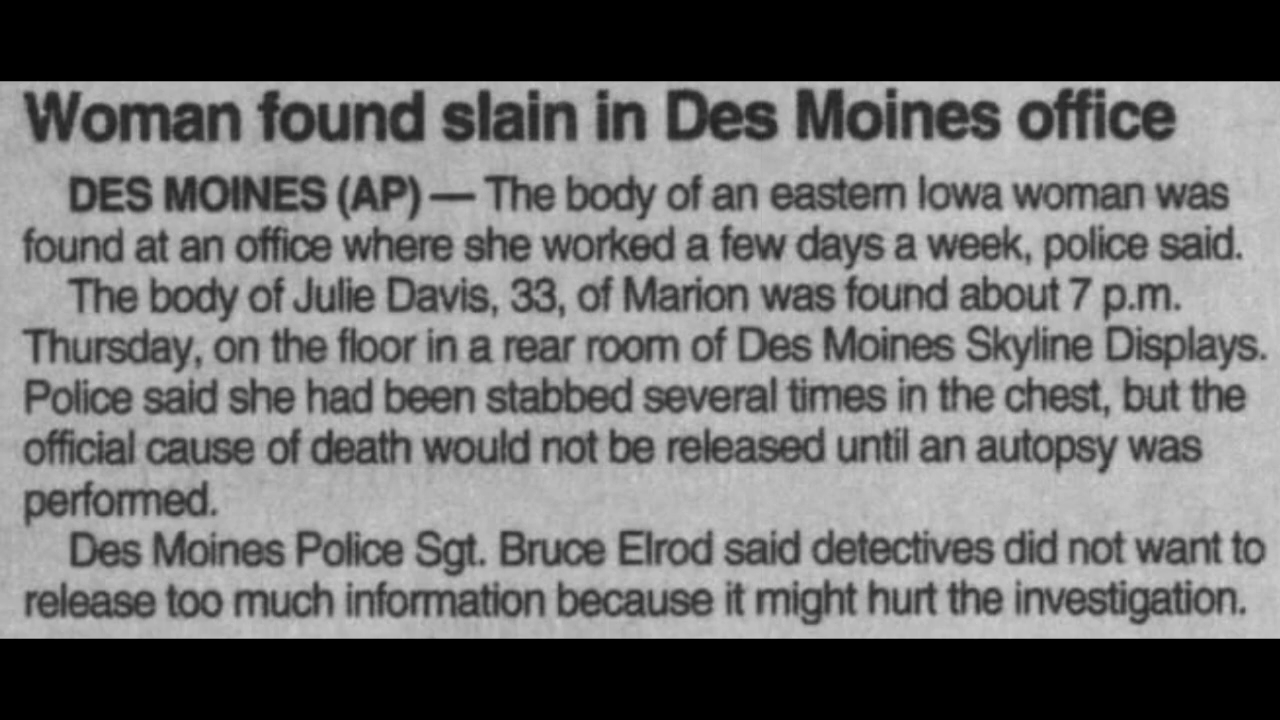 Woman found slain in Des Moines office
DES MOINES (AP) — The body of an eastern Iowa woman was
found at an office where she worked a few days a week, police said.
The body of Julie Davis, 33, of Marion was found about 7 p.m.
Thursday, on the floor in a rear room of Des Moines Skyline Displays.
Police said she had been stabbed several times in the chest, but the
official cause of death would not be released until an autopsy was
performed.
Des Moines Police Sgt. Bruce Elrod said detectives did not want to
release too much information because it might hurt the investigation.